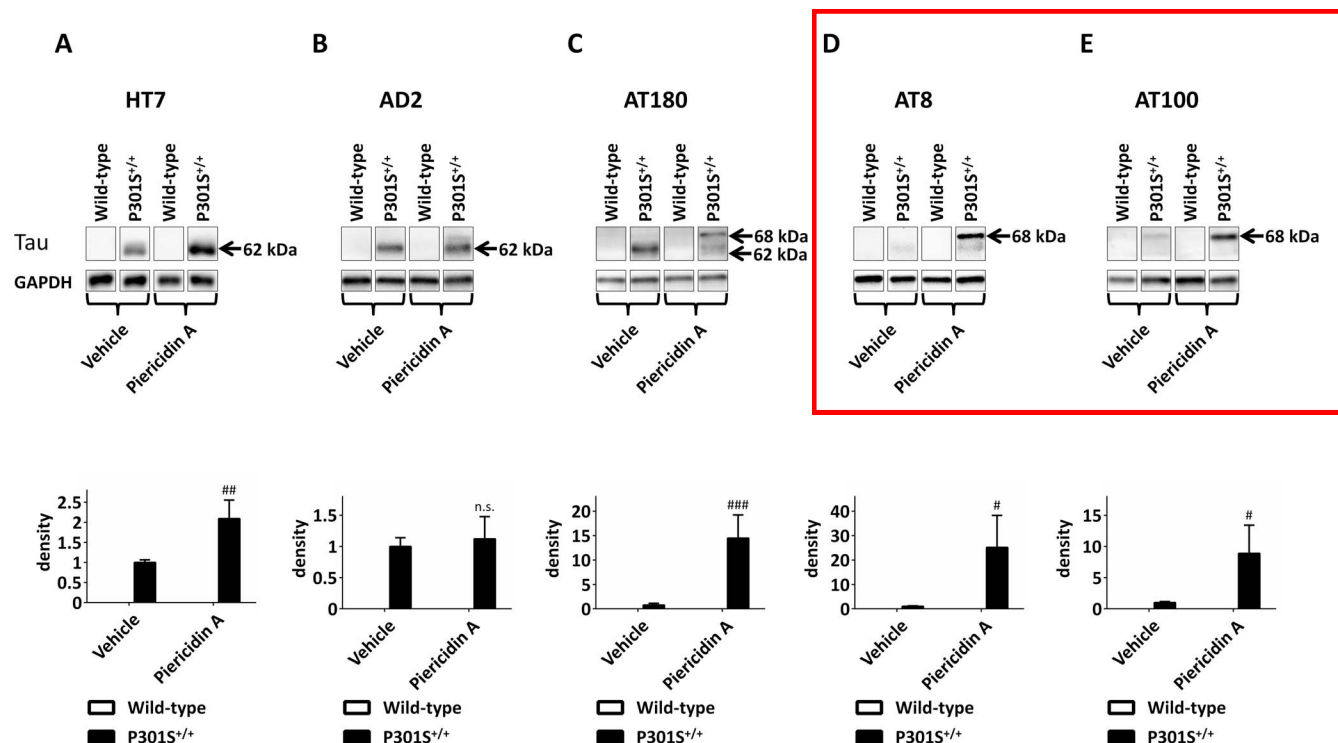 A B C D E
HT7 AD2 AT180 AT8 AT100
Wild-type P301S+/+ Wild-type P301S+/+ Wild-type P301S+/+ Wild-type P301S+/+ Wild-type P301S+/+ Wild-type P301S+/+ Wild-type P301S+/+ Wild-type P301S+/+ Wild-type P301S+/+ Wild-type P301S+/+
Tau 62 kDa 62 kDa 68 kDa 62 kDa 68 kDa 68 kDa
GAPDH
Vehicle Piericidin A Vehicle Piericidin A Vehicle Piericidin A Vehicle Piericidin A Vehicle Piericidin A
density
2.5
2
1.5
1
0.5
0
##
Vehicle Piericidin A
Wild-type
P301S+/+
density
1.5
1
0.5
0
n.s.
Vehicle Piericidin A
Wild-type
P301S+/+
density
20
15
10
5
0
###
Vehicle Piericidin A
Wild-type
P301S+/+
density
40
30
20
10
0
#
Vehicle Piericidin A
Wild-type
P301S+/+
density
15
10
5
0
#
Vehicle Piericidin A
Wild-type
P301S+/+